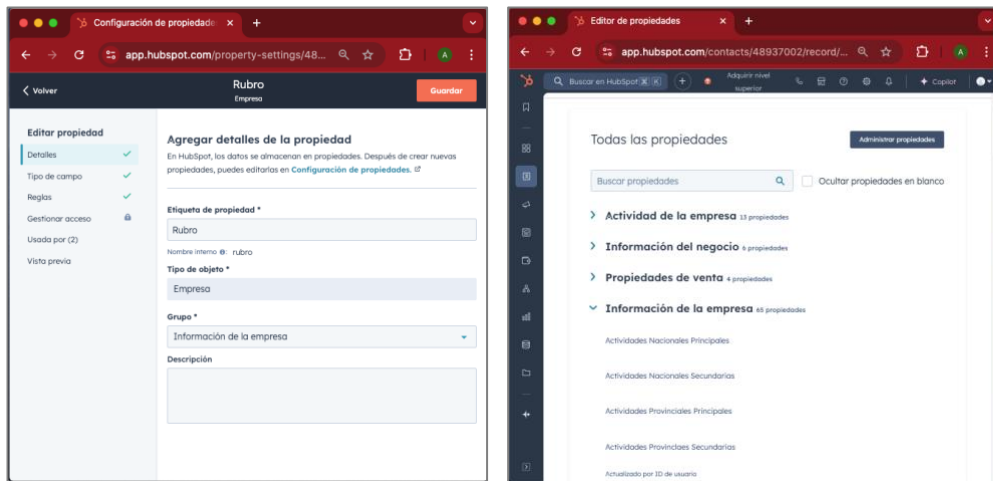 Configuración de propiedade
app.hubspot.com/property-settings/48...
A
Volver
Rubro
Empresa
Guardar
Editar propiedad
Detalles
Tipo de campo
Reglas
Gestionar acceso
Usada por (2)
Vista previa
Agregar detalles de la propiedad
En HubSpot, los datos se almacenan en propiedades. Después de crear nuevas
propiedades, puedes editarlas en Configuración de propiedades.
Etiqueta de propiedad *
Rubro
Nombre interno : rubro
Tipo de objeto *
Empresa
Grupo *
Información de la empresa
Descripción
Editor de propiedades
app.hubspot.com/contacts/48937002/record/...
A
Buscar en HubSpot
Adquirir nivel
superior
Copilot
Todas las propiedades
Administrar propiedades
Buscar propiedades
Ocultar propiedades en blanco
Actividad de la empresa 13 propiedades
Información del negocio 6 propiedades
Propiedades de venta 4 propiedades
Información de la empresa 65 propiedades
Actividades Nacionales Principales
Actividades Nacionales Secundarias
Actividades Provinciales Principales
Actividades Provinclaes Secundarias
Actualizado por ID de usuario